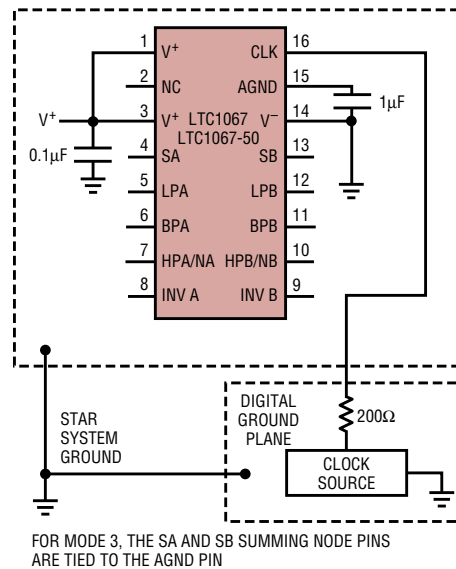 1 V⁺ CLK 16
2 NC AGND 15
1µF
V⁺ 3 V⁺ LTC1067 V⁻ 14
LTC1067-50
0.1µF
4 SA SB 13
5 LPA LPB 12
6 BPA BPB 11
7 HPA/NA HPB/NB 10
8 INV A INV B 9
STAR
SYSTEM
GROUND
DIGITAL
GROUND
PLANE
200Ω
CLOCK
SOURCE
FOR MODE 3, THE SA AND SB SUMMING NODE PINS
ARE TIED TO THE AGND PIN